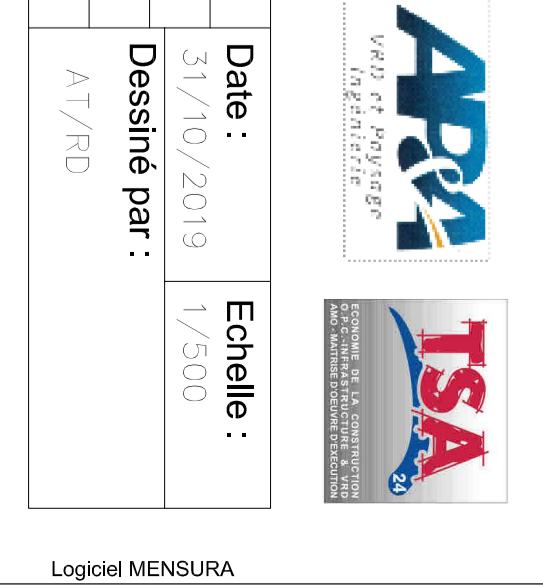 APCA
VRD et Paysage
Ingénierie
TSA
24
ECONOMIE DE LA CONSTRUCTION
O.P.C.-INFRASTRUCTURE & VRD
AMO - MAITRISE D'OEUVRE D'EXECUTION
Date :
31/10/2019
Echelle :
1/500
Dessiné par :
AT/RD
Logiciel MENSURA